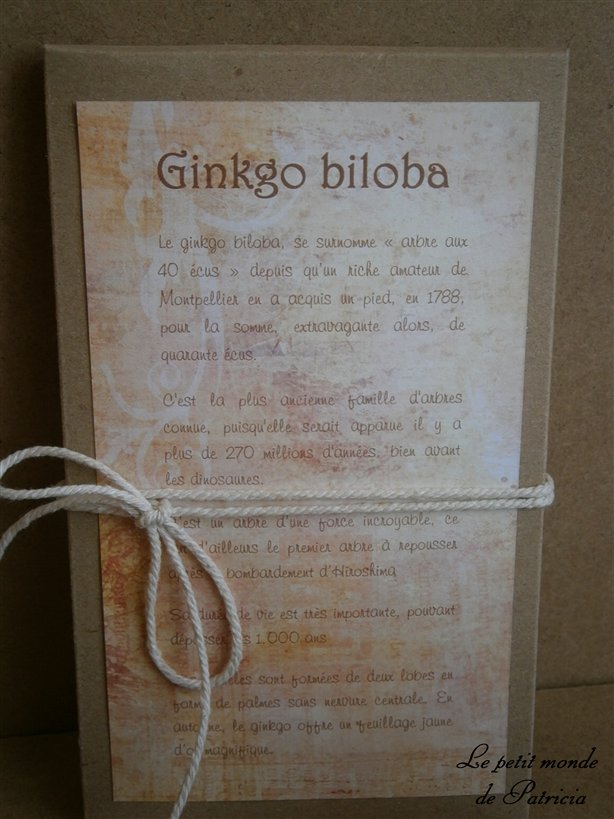 Ginkgo biloba
Le ginkgo biloba, se surnomme « arbre aux
40 écus » depuis qu'un riche amateur de
Montpellier en a acquis un pied, en 1788,
pour la somme, extravagante alors, de
quarante écus.
C'est la plus ancienne famille d'arbres
connue, puisqu'elle serait apparue il y a
plus de 270 millions d'années, bien avant
les dinosaures.
C'est un arbre d'une force incroyable, ce
d'ailleurs le premier arbre à repousser
après bombardement d'Hiroshima
Sa durée de vie est très importante, pouvant
dépasser 1.000 ans
sont formées de deux lobes en
forme de palmes sans nervure centrale. En
automne, le ginkgo offre un feuillage jaune
d'or magnifique.
Le petit monde
de Patricia